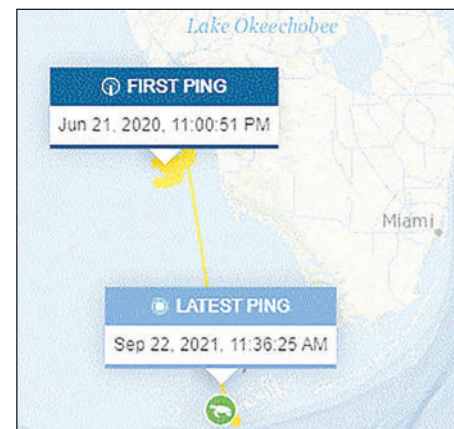 Lake Okeechobee
FIRST PING
Jun 21, 2020, 11:00:51 PM
Miami
LATEST PING
Sep 22, 2021, 11:36:25 AM